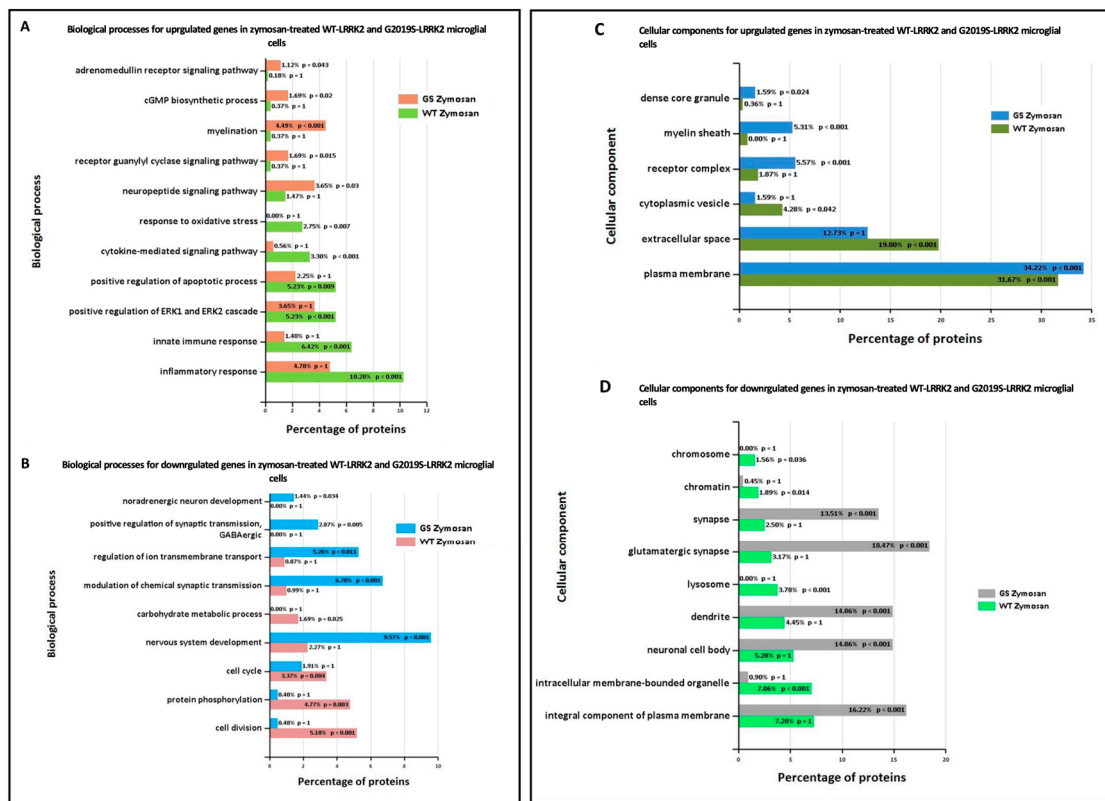 A
Biological processes for uprgulated genes in zymosan-treated WT-LRRK2 and G2019S-LRRK2 microglial
cells
GS Zymosan
WT Zymosan
Biological process
adrenomedullin receptor signaling pathway
1.12% p = 0.043
0.18% p = 1
cGMP biosynthetic process
1.69% p = 0.02
0.37% p = 1
myelination
4.49% p < 0.001
0.37% p = 1
receptor guanylyl cyclase signaling pathway
1.69% p = 0.015
0.37% p = 1
neuropeptide signaling pathway
3.65% p = 0.03
1.47% p = 1
response to oxidative stress
0.00% p = 1
2.75% p = 0.007
cytokine-mediated signaling pathway
0.56% p = 1
3.30% p < 0.001
positive regulation of apoptotic process
2.25% p = 1
5.23% p = 0.009
positive regulation of ERK1 and ERK2 cascade
3.65% p = 1
5.23% p < 0.001
innate immune response
1.40% p = 1
6.42% p < 0.001
inflammatory response
4.78% p = 1
10.28% p < 0.001
0 2 4 6 8 10 12
Percentage of proteins
B
Biological processes for downrgulated genes in zymosan-treated WT-LRRK2 and G2019S-LRRK2 microglial
cells
GS Zymosan
WT Zymosan
Biological process
noradrenergic neuron development
1.44% p = 0.034
0.00% p = 1
positive regulation of synaptic transmission,
GABAergic
2.87% p = 0.005
0.00% p = 1
regulation of ion transmembrane transport
5.26% p = 0.011
0.87% p = 1
modulation of chemical synaptic transmission
6.70% p < 0.001
0.99% p = 1
carbohydrate metabolic process
0.00% p = 1
1.69% p = 0.025
nervous system development
9.57% p < 0.001
2.27% p = 1
cell cycle
1.91% p = 1
3.37% p = 0.004
protein phosphorylation
0.48% p = 1
4.77% p = 0.003
cell division
0.48% p = 1
5.18% p < 0.001
0 2 4 6 8 10
Percentage of proteins
C
Cellular components for uprgulated genes in zymosan-treated WT-LRRK2 and G2019S-LRRK2 microglial
cells
GS Zymosan
WT Zymosan
Cellular component
dense core granule
1.59% p = 0.024
0.36% p = 1
myelin sheath
5.31% p < 0.001
0.80% p = 1
receptor complex
5.57% p < 0.001
1.87% p = 1
cytoplasmic vesicle
1.59% p = 1
4.28% p = 0.042
extracellular space
12.73% p = 1
19.80% p < 0.001
plasma membrane
34.22% p < 0.001
31.67% p < 0.001
0 5 10 15 20 25 30 35
Percentage of proteins
D
Cellular components for downrgulated genes in zymosan-treated WT-LRRK2 and G2019S-LRRK2 microglial
cells
GS Zymosan
WT Zymosan
Cellular component
chromosome
0.00% p = 1
1.56% p = 0.036
chromatin
0.45% p = 1
1.89% p = 0.014
synapse
13.51% p < 0.001
2.50% p = 1
glutamatergic synapse
18.47% p < 0.001
3.17% p = 1
lysosome
0.00% p = 1
3.78% p < 0.001
dendrite
14.86% p < 0.001
4.45% p = 1
neuronal cell body
14.86% p < 0.001
5.28% p = 1
intracellular membrane-bounded organelle
0.90% p = 1
7.06% p < 0.001
integral component of plasma membrane
16.22% p < 0.001
7.28% p = 1
0 5 10 15 20
Percentage of proteins